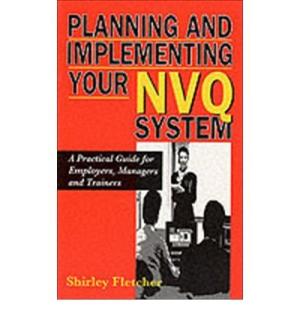 PLANNING AND
IMPLEMENTING
YOUR NVQ
SYSTEM
A Practical Guide for
Employers, Managers
and Trainers
Shirley Fletcher